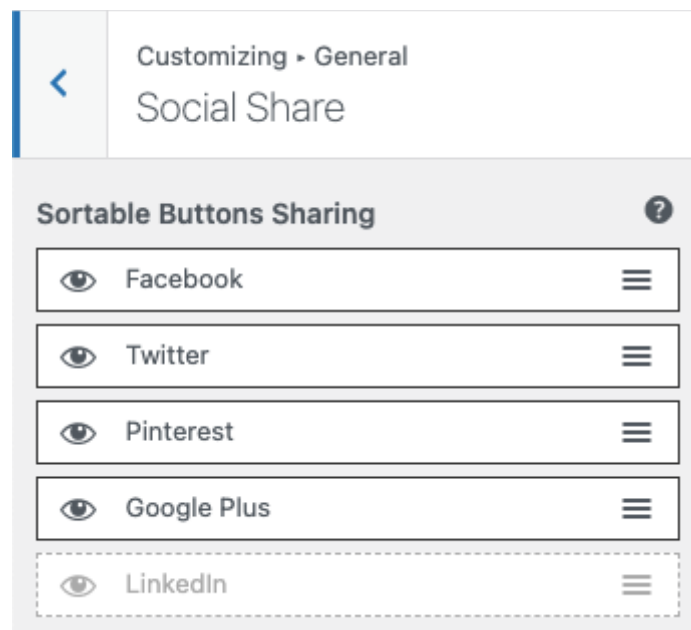 Customizing ▸ General
Social Share
Sortable Buttons Sharing
Facebook
Twitter
Pinterest
Google Plus
LinkedIn